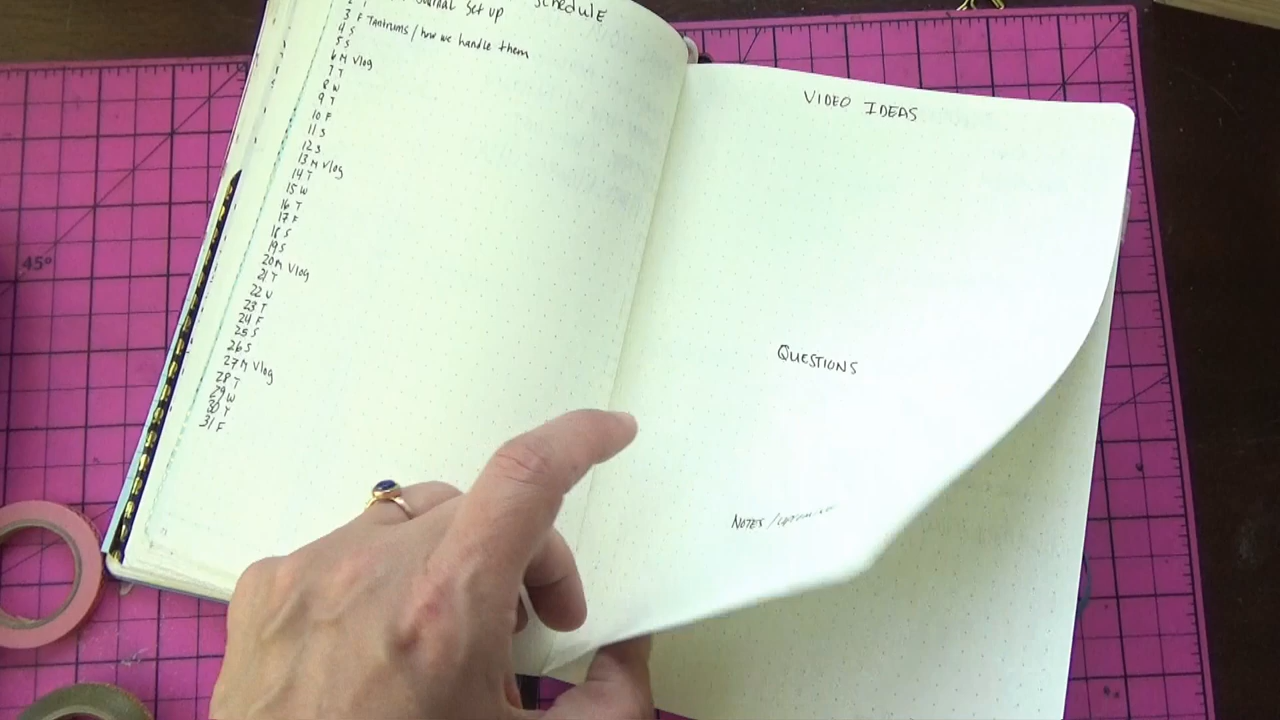 SCHEDULE
Journal Set up
3 F Tantrums / how we handle them
4 S
5 S
6 M Vlog
7 T
8 W
9 T
10 F
11 S
12 S
13 M Vlog
14 T
15 W
16 T
17 F
18 S
19 S
20 M Vlog
21 T
22 W
23 T
24 F
25 S
26 S
27 M Vlog
28 T
29 W
30 T
31 F
VIDEO IDEAS
QUESTIONS
NOTES /
45°